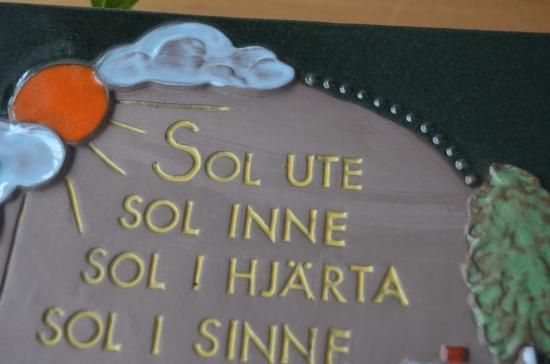 SOL UTE
SOL INNE
SOL I HJÄRTA
SOL I SINNE